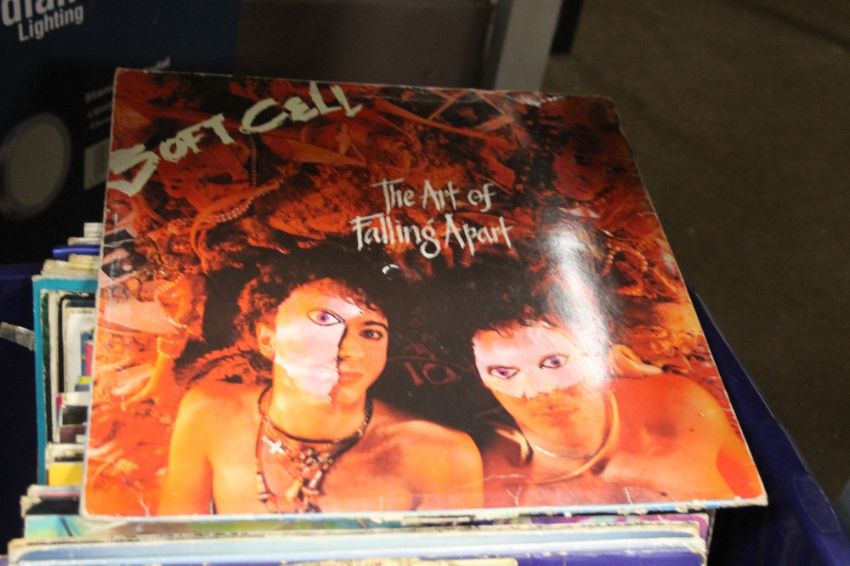 Lighting
SOFT CELL
The Art of
Falling Apart